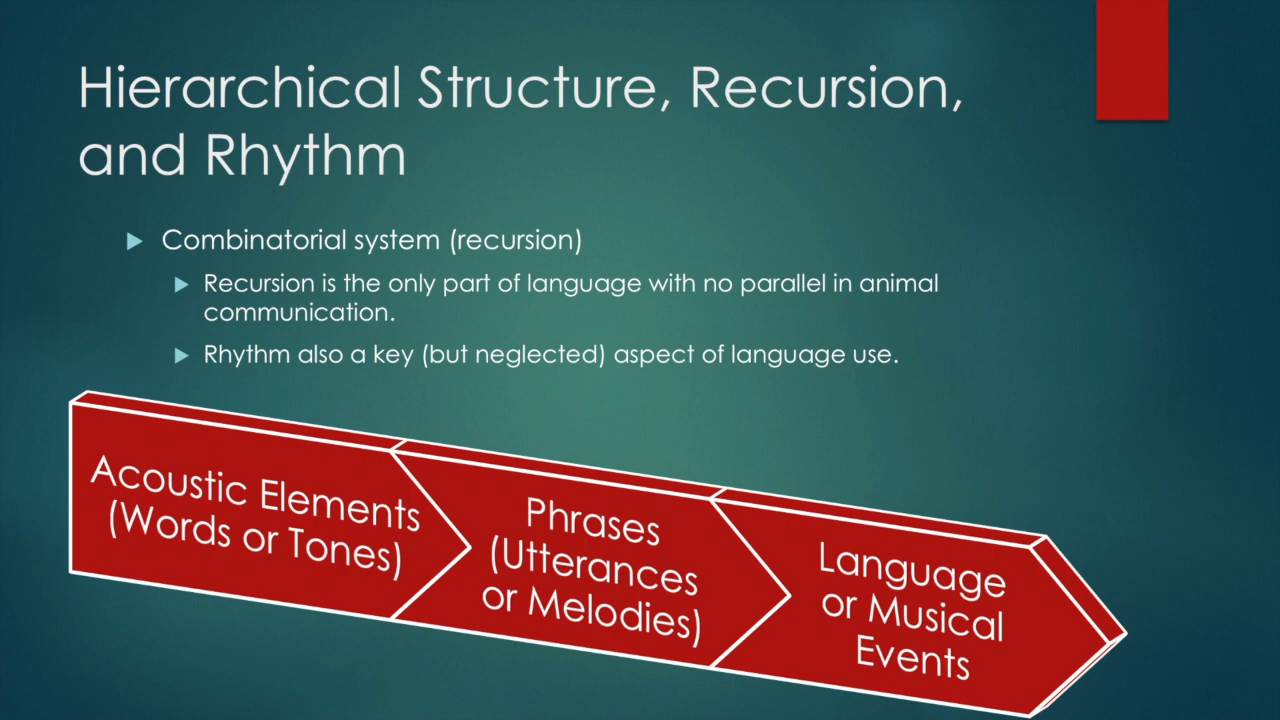 Hierarchical Structure, Recursion,
and Rhythm
Combinatorial system (recursion)
Recursion is the only part of language with no parallel in animal
communication.
Rhythm also a key (but neglected) aspect of language use.
Acoustic Elements
(Words or Tones)
Phrases
(Utterances
or Melodies)
Language
or Musical
Events